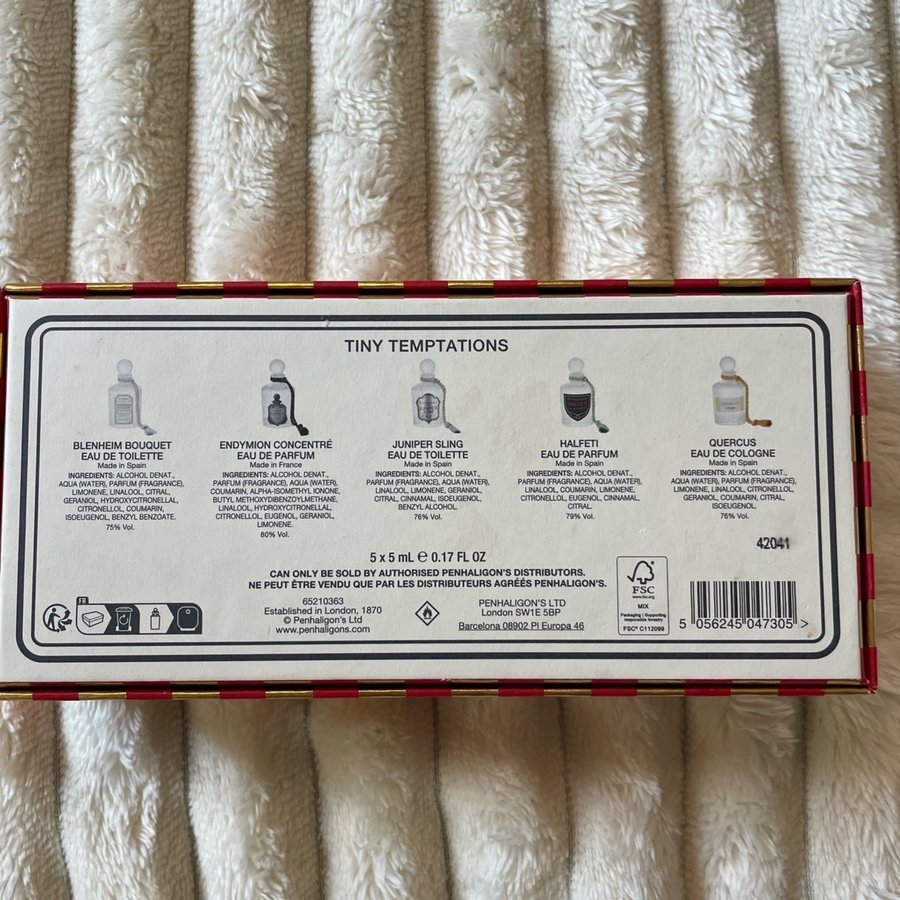 TINY TEMPTATIONS
BLENHEIM BOUQUET
EAU DE TOILETTE
Made in Spain
INGREDIENTS: ALCOHOL DENAT.,
AQUA (WATER), PARFUM (FRAGRANCE),
LIMONENE, LINALOOL, CITRAL,
GERANIOL, HYDROXYCITRONELLAL,
CITRONELLOL, COUMARIN,
ISOEUGENOL, BENZYL BENZOATE.
75% Vol.
ENDYMION CONCENTRÉ
EAU DE PARFUM
Made in France
INGREDIENTS: ALCOHOL DENAT.,
PARFUM (FRAGRANCE), AQUA (WATER),
COUMARIN, ALPHA-ISOMETHYL IONONE,
BUTYL METHOXYDIBENZOYLMETHANE,
LINALOOL, HYDROXYCITRONELLAL,
CITRONELLOL, EUGENOL, GERANIOL,
LIMONENE.
80% Vol.
JUNIPER SLING
EAU DE TOILETTE
Made in Spain
INGREDIENTS: ALCOHOL DENAT.,
PARFUM (FRAGRANCE), AQUA (WATER),
LINALOOL, LIMONENE, GERANIOL,
CITRAL, CINNAMAL, ISOEUGENOL,
BENZYL ALCOHOL.
76% Vol.
HALFETI
EAU DE PARFUM
Made in Spain
INGREDIENTS: ALCOHOL DENAT.,
PARFUM (FRAGRANCE), AQUA (WATER),
LINALOOL, COUMARIN, LIMONENE,
CITRONELLOL, EUGENOL, CINNAMAL,
CITRAL.
79% Vol.
QUERCUS
EAU DE COLOGNE
Made in Spain
INGREDIENTS: ALCOHOL DENAT.,
AQUA (WATER), PARFUM (FRAGRANCE),
LIMONENE, LINALOOL, CITRAL,
GERANIOL, COUMARIN, CITRAL,
ISOEUGENOL.
76% Vol.
42041
5 x 5 mL ℮ 0.17 FL OZ
CAN ONLY BE SOLD BY AUTHORISED PENHALIGON'S DISTRIBUTORS.
NE PEUT ÊTRE VENDU QUE PAR LES DISTRIBUTEURS AGRÉÉS PENHALIGON'S.
FR
65210363
Established in London, 1870
© Penhaligon's Ltd
www.penhaligons.com
PENHALIGON'S LTD
London SW1E 5BP
Barcelona 08902 Pl Europa 46
FSC
www.fsc.org
MIX
Packaging | Supporting
responsible forestry
FSC® C112099
5 056245 047305 >